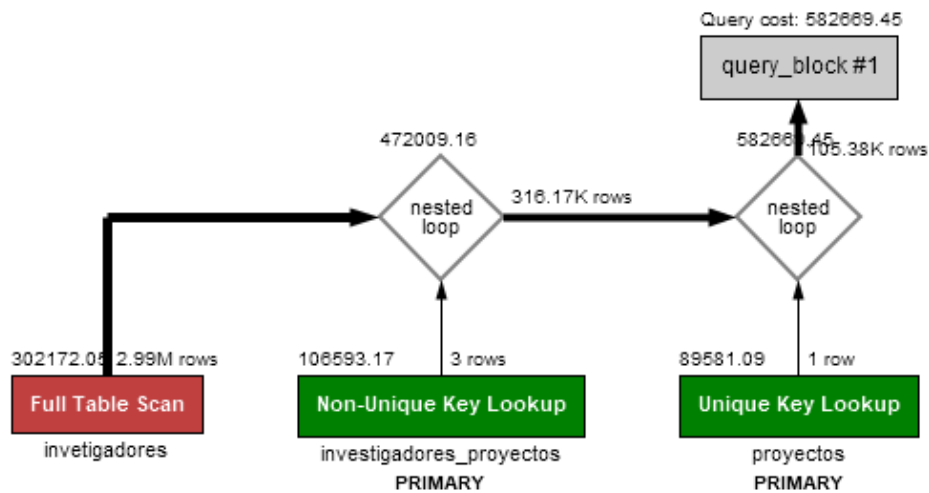 Query cost: 582669.45
query_block #1
472009.16
582669.45
105.38K rows
nested
loop
316.17K rows
nested
loop
302172.05 2.99M rows
106593.17 3 rows
89581.09 1 row
Full Table Scan
Non-Unique Key Lookup
Unique Key Lookup
invetigadores
investigadores_proyectos
proyectos
PRIMARY
PRIMARY